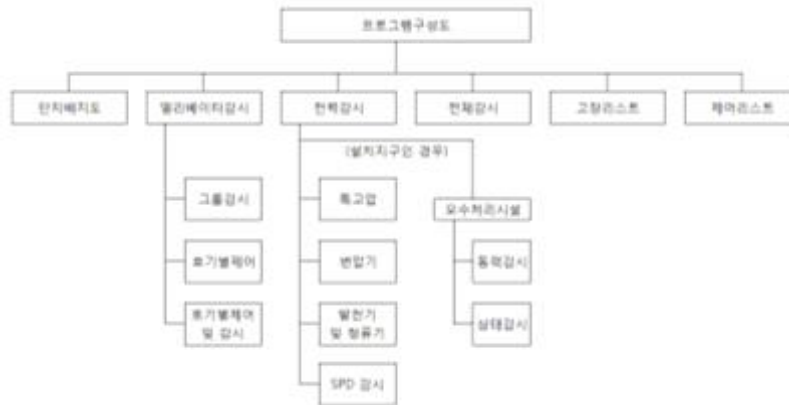 프로그램구성도
단지배치도
엘리베이터감시
전력감시
전체감시
고장리스트
제어리스트
(설치지구인 경우)
그룹감시
특고압
오수처리시설
호기별제어
변압기
동력감시
호기별제어
및 감시
발전기
및 정류기
상태감시
SPD 감시